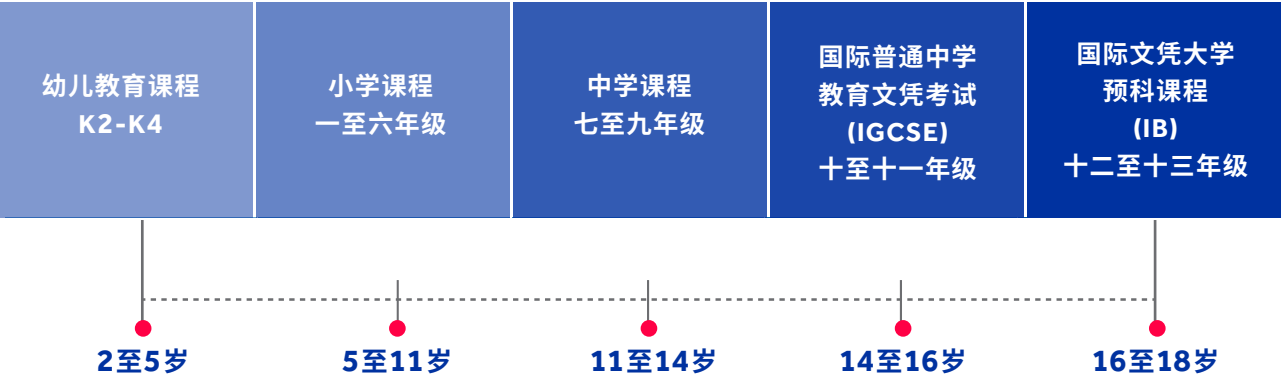 幼儿教育课程
K2-K4
小学课程
一至六年级
中学课程
七至九年级
国际普通中学
教育文凭考试
(IGCSE)
十至十一年级
国际文凭大学
预科课程
(IB)
十二至十三年级
2至5岁
5至11岁
11至14岁
14至16岁
16至18岁